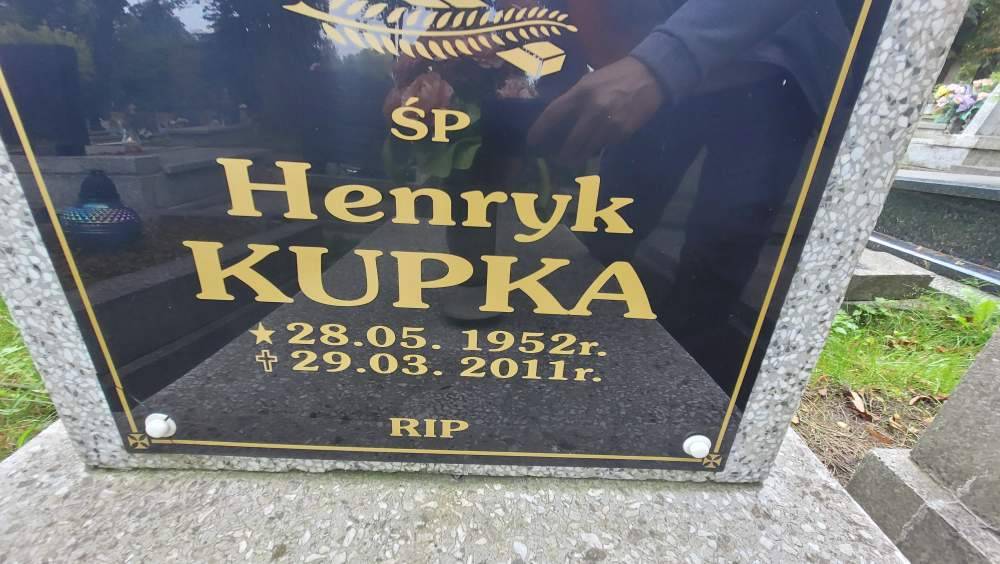 ŚP
Henryk
KUPKA
28.05. 1952r.
29.03. 2011r.
RIP